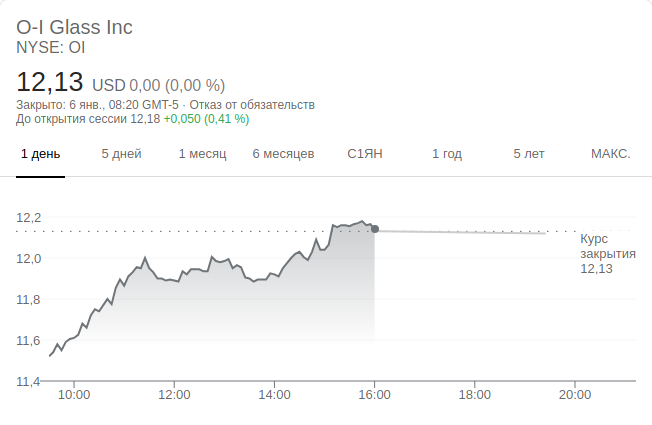 O-I Glass Inc
NYSE: OI
12,13 USD 0,00 (0,00 %)
Закрыто: 6 янв., 08:20 GMT-5 · Отказ от обязательств
До открытия сессии 12,18 +0,050 (0,41 %)
1 день 5 дней 1 месяц 6 месяцев С1ЯН 1 год 5 лет МАКС.
12,2
12,0
11,8
11,6
11,4
Курс
закрытия
12,13
10:00 12:00 14:00 16:00 18:00 20:00